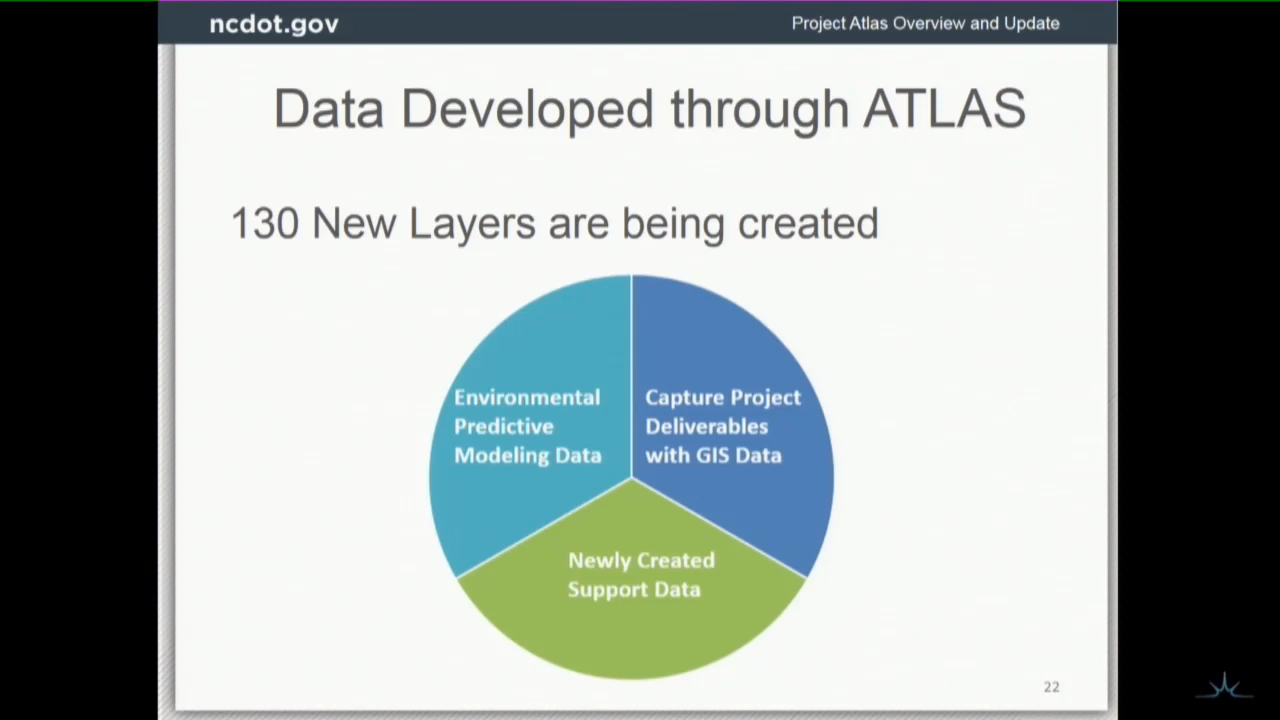 ncdot.gov
Project Atlas Overview and Update
Data Developed through ATLAS
130 New Layers are being created
Environmental
Predictive
Modeling Data
Capture Project
Deliverables
with GIS Data
Newly Created
Support Data
22